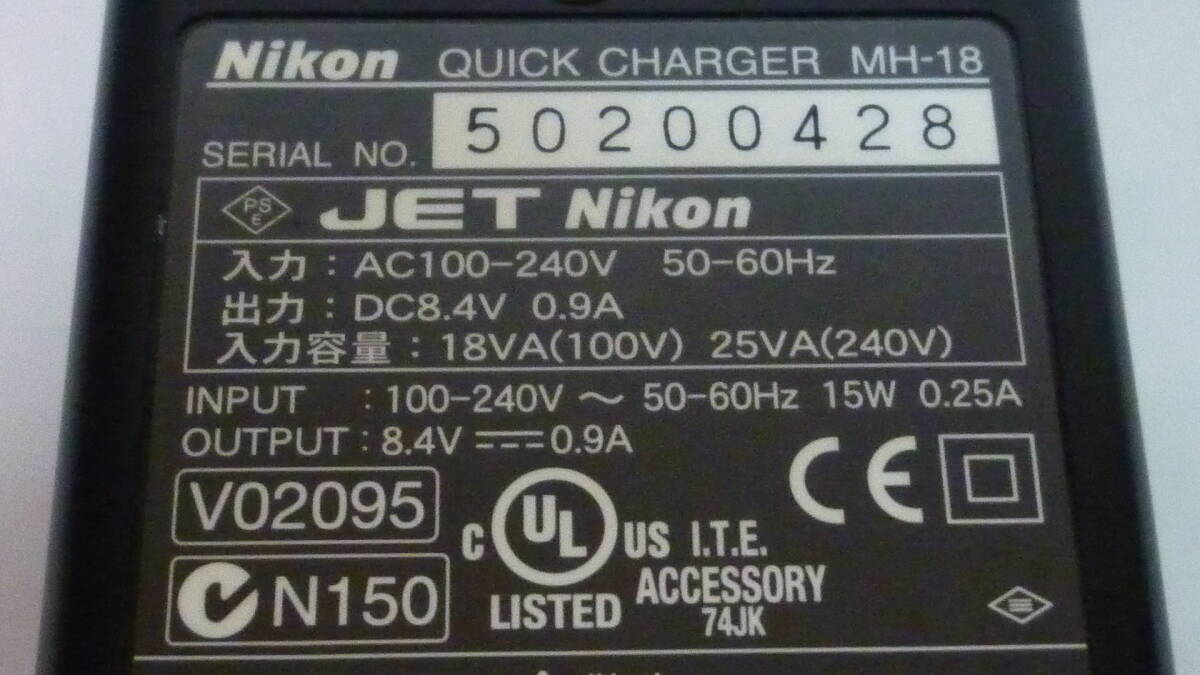 Nikon QUICK CHARGER MH-18
SERIAL NO. 50200428
PS E JET Nikon
入力 : AC100-240V 50-60Hz
出力 : DC8.4V 0.9A
入力容量 : 18VA(100V) 25VA(240V)
INPUT : 100-240V ～ 50-60Hz 15W 0.25A
OUTPUT : 8.4V ⎓ 0.9A
CE
V02095
C UL US I.T.E.
N150
LISTED ACCESSORY
74JK